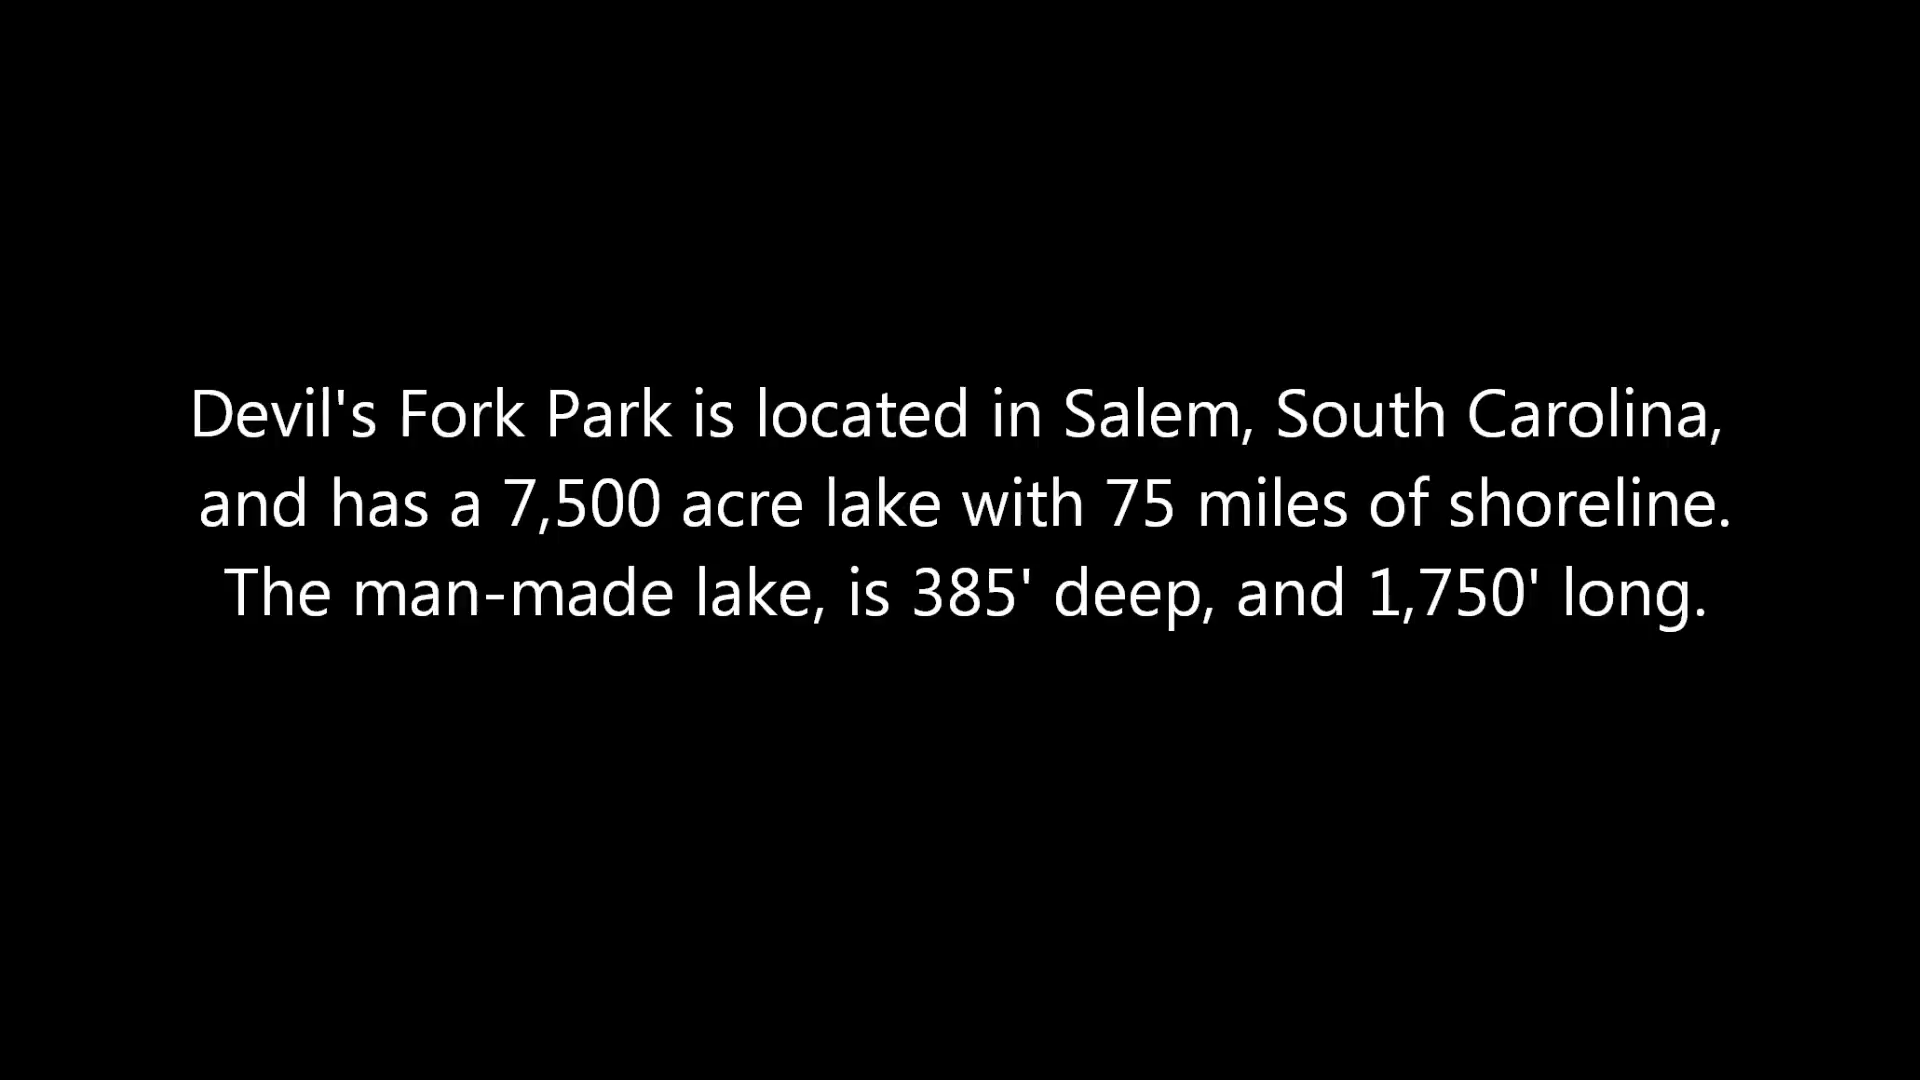 Devil's Fork Park is located in Salem, South Carolina,
and has a 7,500 acre lake with 75 miles of shoreline.
The man-made lake, is 385' deep, and 1,750' long.